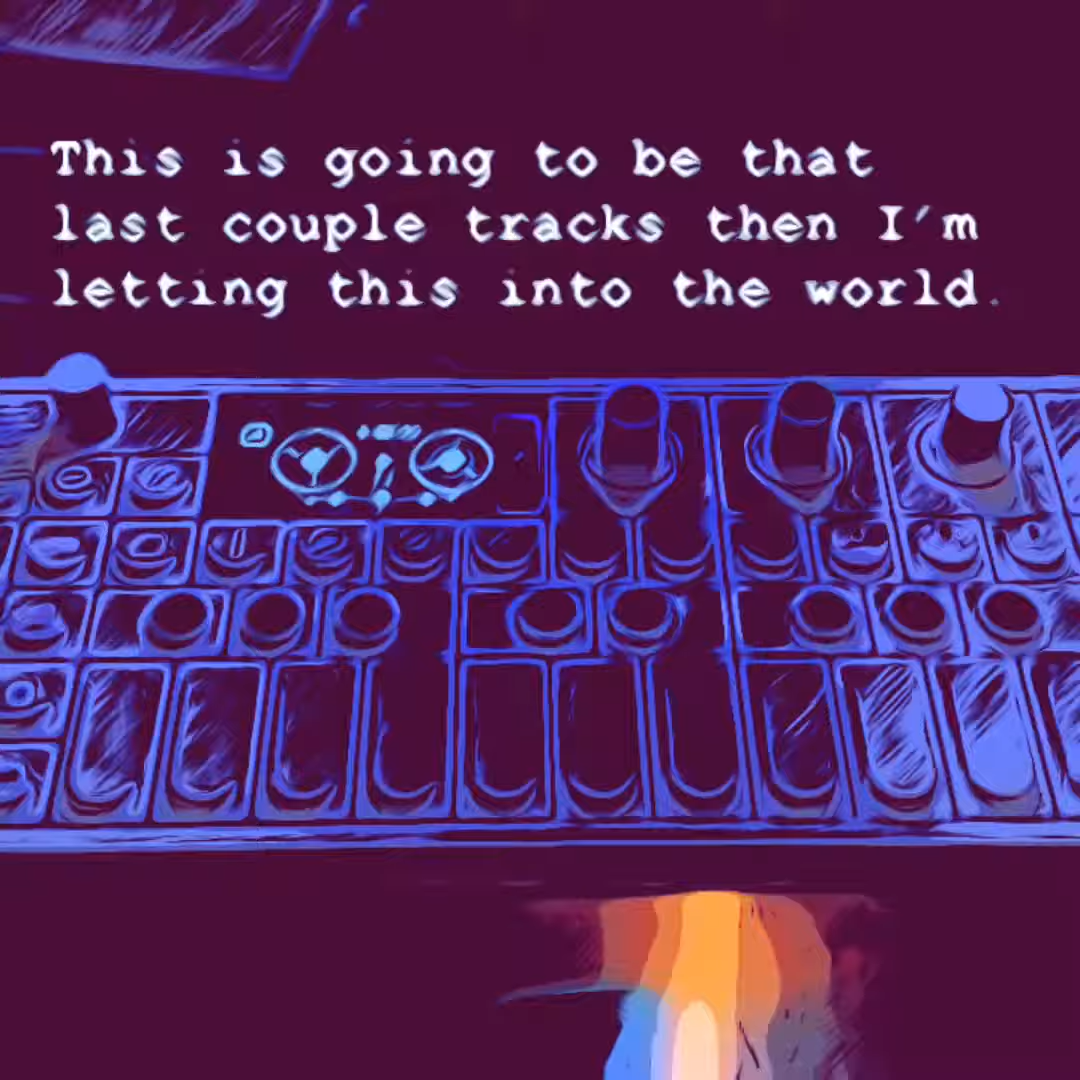 This is going to be that
last couple tracks then I'm
letting this into the world.